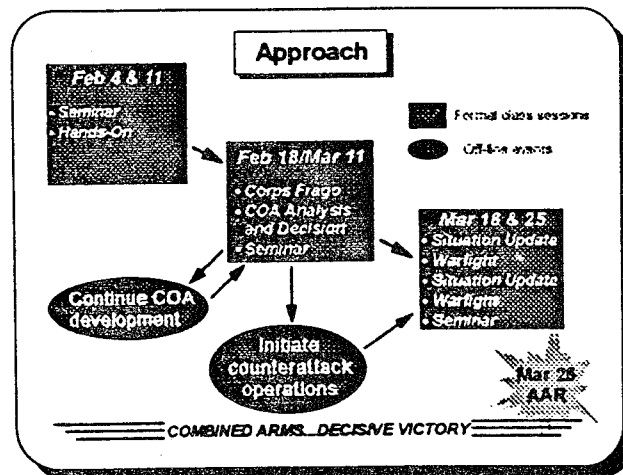 Approach
Feb 4 & 11
• Seminar
• Hands-On
Formal class sessions
Off-line events
Feb 18/Mar 11
• Corps Frago
• COA Analysis
and Decision
• Seminar
Mar 18 & 25
• Situation Update
• Warfight
• Situation Update
• Warfight
• Seminar
Continue COA
development
Initiate
counterattack
operations
Mar 25
AAR
COMBINED ARMS...DECISIVE VICTORY